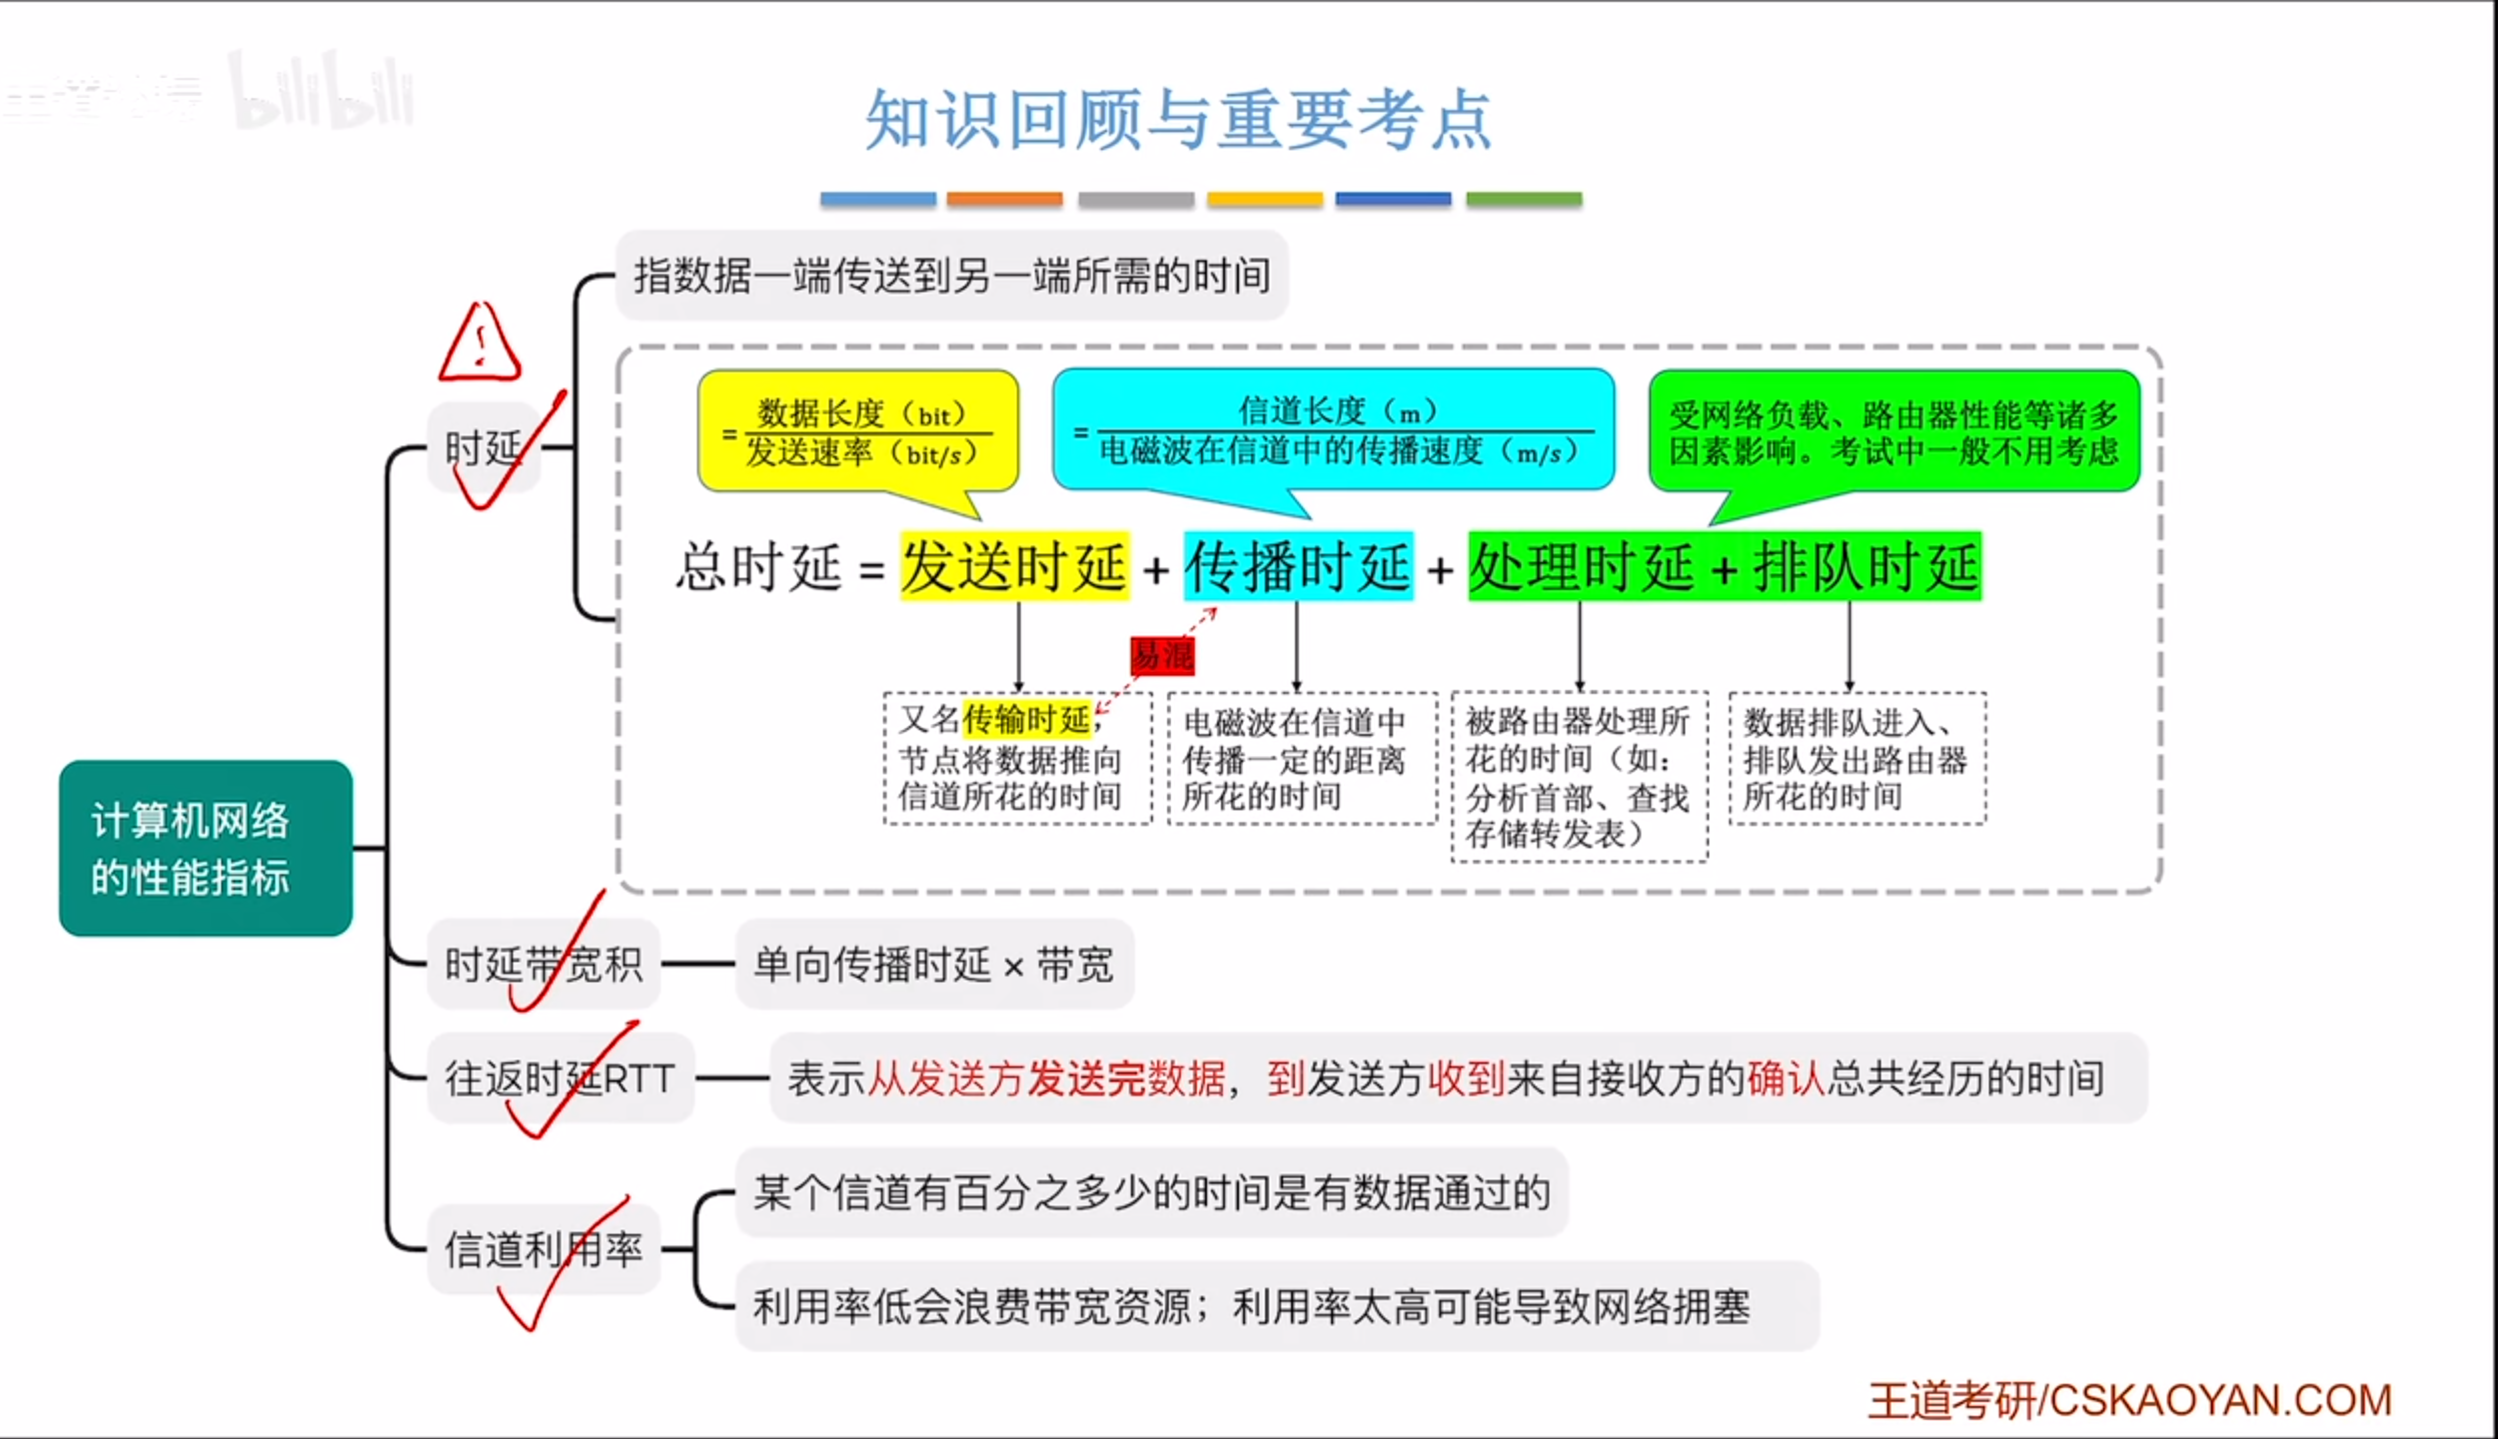 bilibili
知识回顾与重要考点
指数据一端传送到另一端所需的时间
!
时延
= 数据长度（bit）
发送速率（bit/s）
= 信道长度（m）
电磁波在信道中的传播速度（m/s）
受网络负载、路由器性能等诸多
因素影响。考试中一般不用考虑
总时延 = 发送时延 + 传播时延 + 处理时延 + 排队时延
易混
又名传输时延，
节点将数据推向
信道所花的时间
电磁波在信道中
传播一定的距离
所花的时间
被路由器处理所
花的时间（如：
分析首部、查找
存储转发表）
数据排队进入、
排队发出路由器
所花的时间
计算机网络
的性能指标
时延带宽积
单向传播时延 × 带宽
往返时延RTT
表示从发送方发送完数据，到发送方收到来自接收方的确认总共经历的时间
信道利用率
某个信道有百分之多少的时间是有数据通过的
利用率低会浪费带宽资源；利用率太高可能导致网络拥塞
王道考研/CSKAOYAN.COM